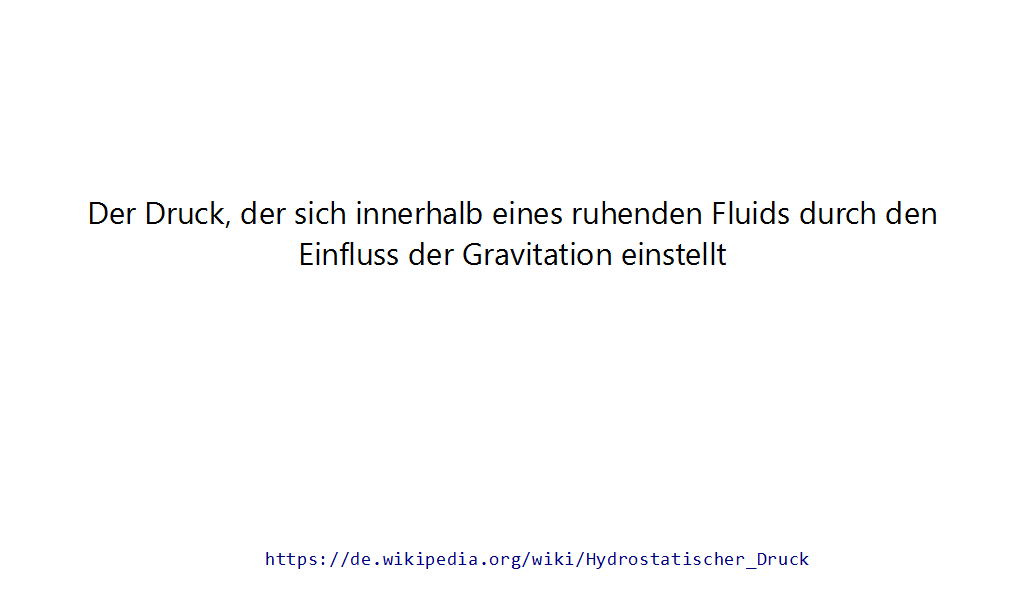 Der Druck, der sich innerhalb eines ruhenden Fluids durch den
Einfluss der Gravitation einstellt
https://de.wikipedia.org/wiki/Hydrostatischer_Druck